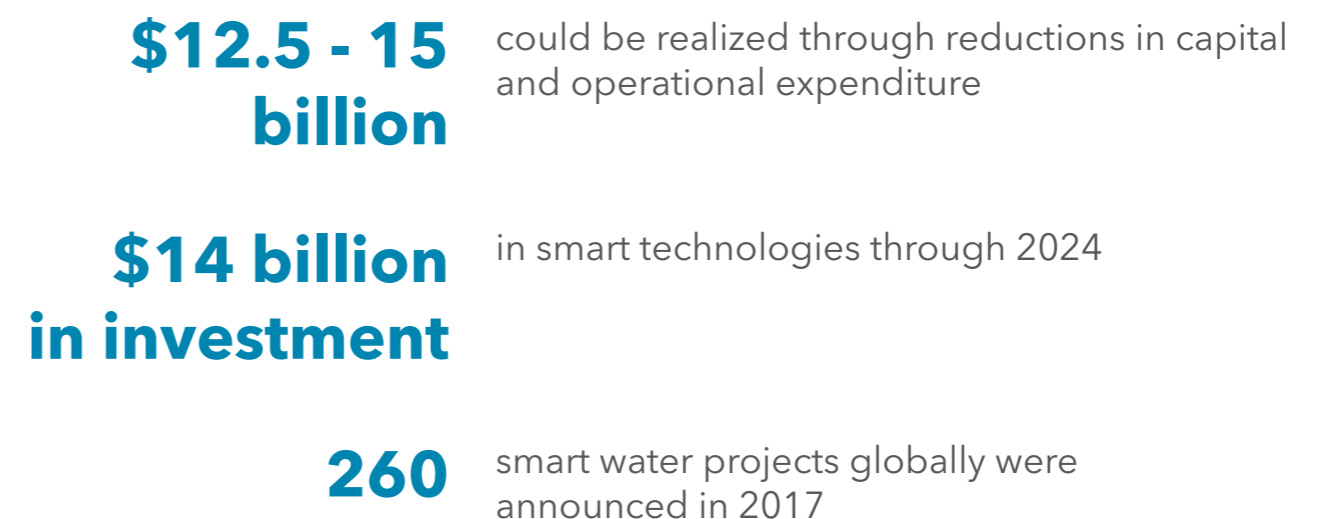 $12.5 - 15
billion
could be realized through reductions in capital
and operational expenditure
$14 billion
in investment
in smart technologies through 2024
260
smart water projects globally were
announced in 2017